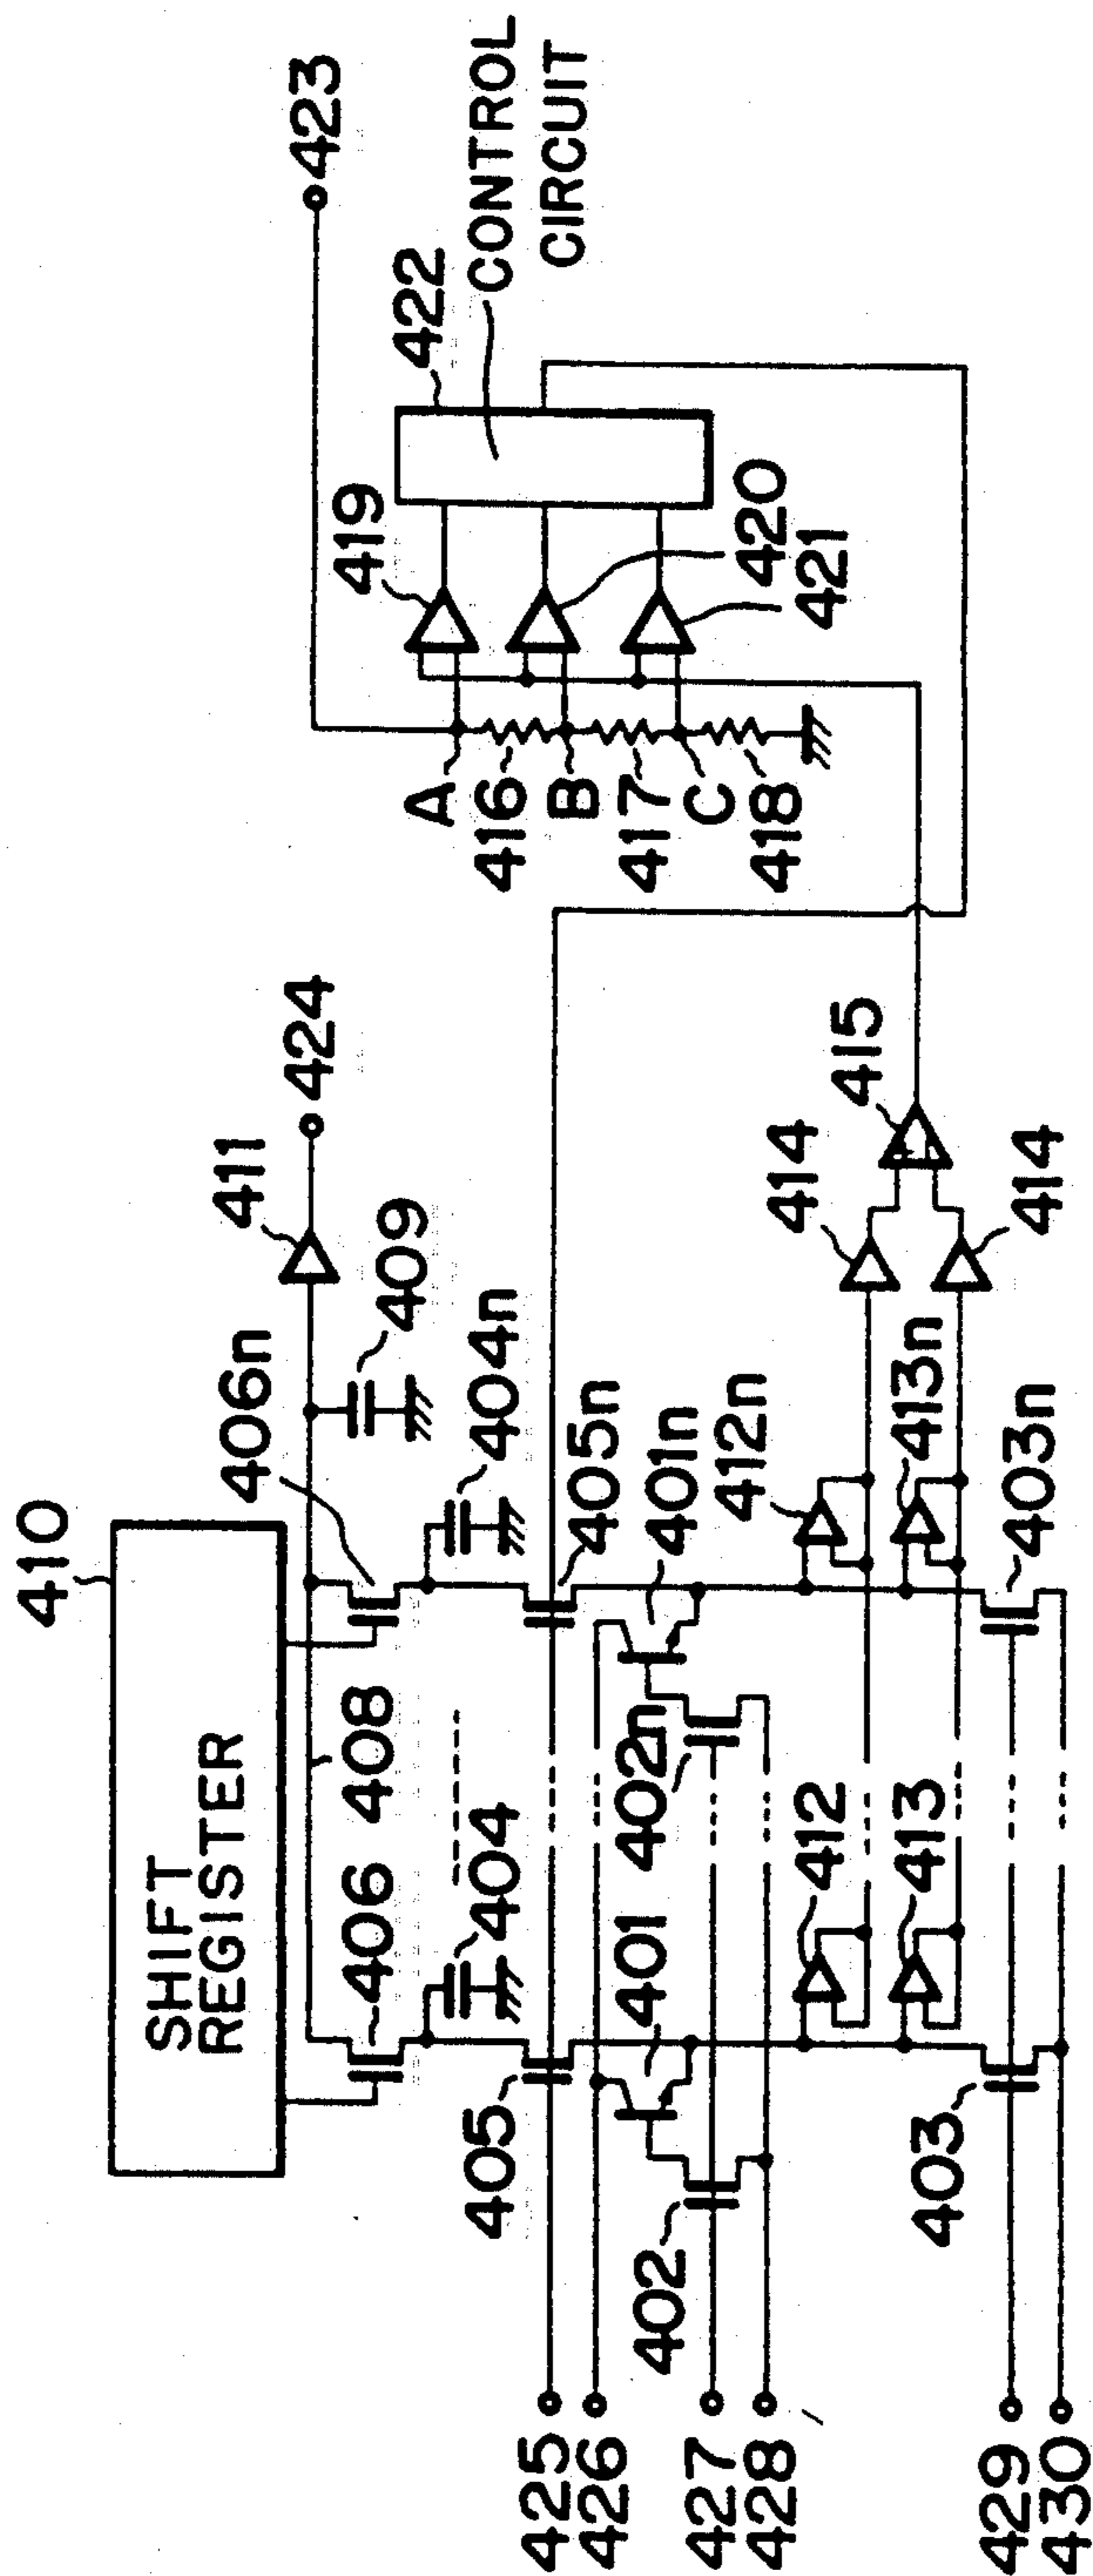 410
SHIFT
REGISTER
406
408
406n
411
424
423
409
404
404n
405
405n
401
401n
402
402n
412
412n
413
413n
403
403n
414
414
415
419
420
421
422
CONTROL
CIRCUIT
A
416
B
417
C
418
425
426
427
428
429
430